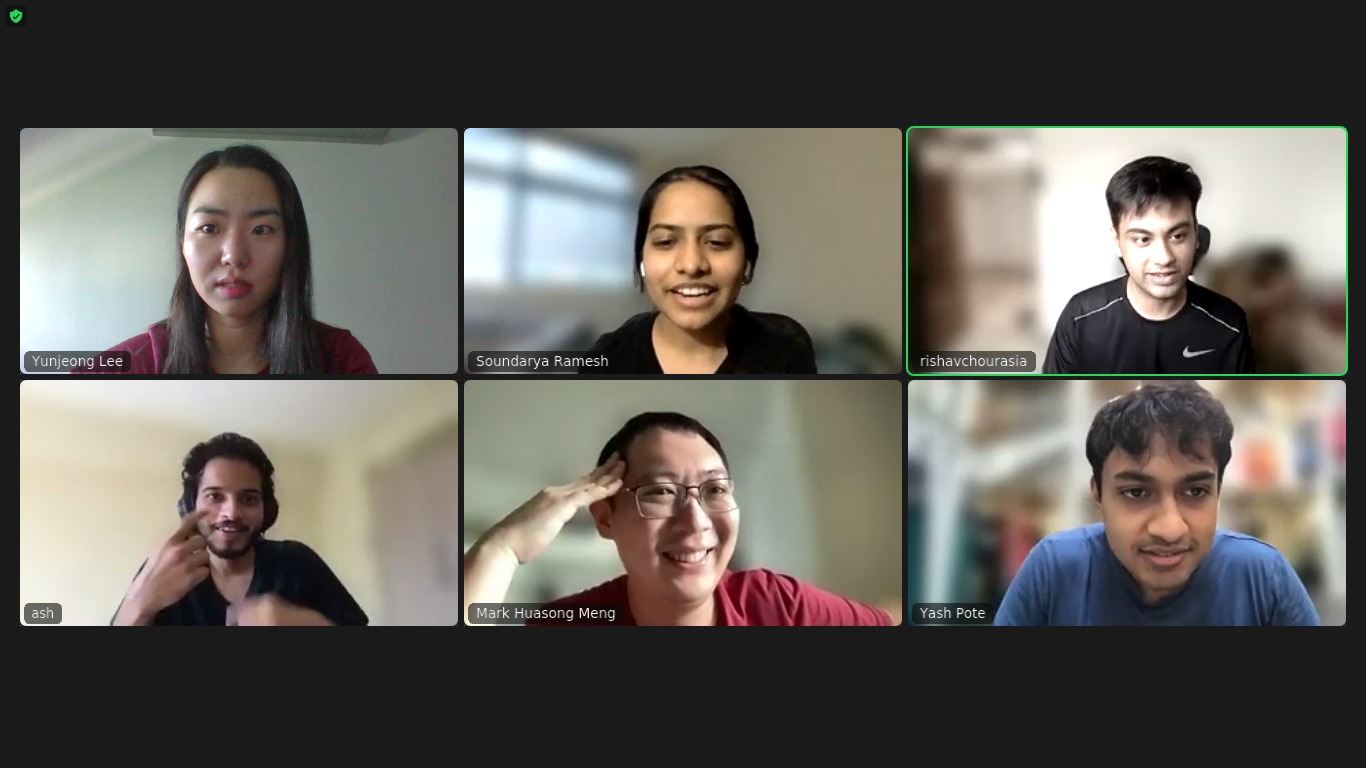 Yunjeong Lee
Soundarya Ramesh
rishavchourasia
ash
Mark Huasong Meng
Yash Pote